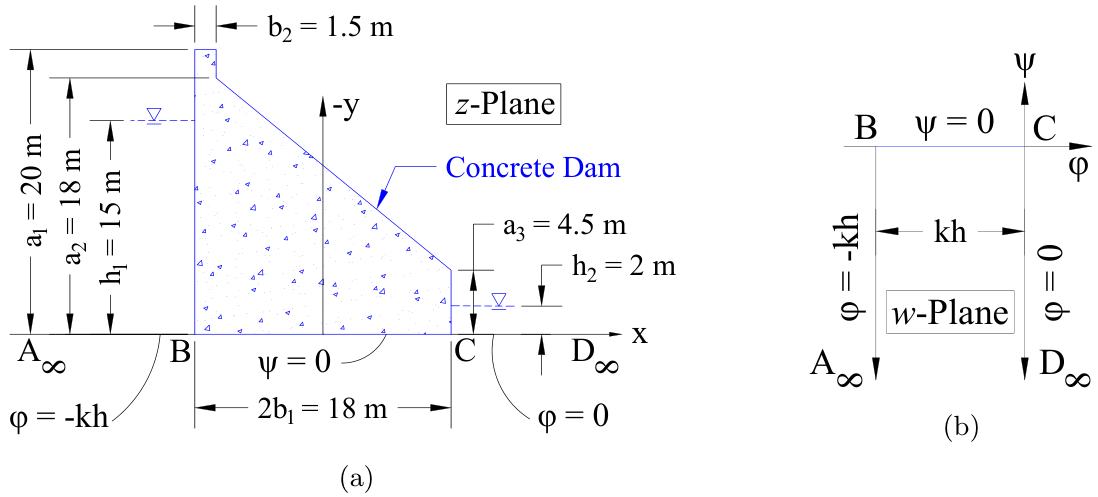 b₂ = 1.5 m
-y
z-Plane
a₁ = 20 m
a₂ = 18 m
h₁ = 15 m
Concrete Dam
a₃ = 4.5 m
h₂ = 2 m
x
A∞
B
ψ = 0
C
D∞
φ = -kh
2b₁ = 18 m
φ = 0
(a)
ψ
B
ψ = 0
C
φ
kh
φ = -kh
φ = 0
w-Plane
A∞
D∞
(b)